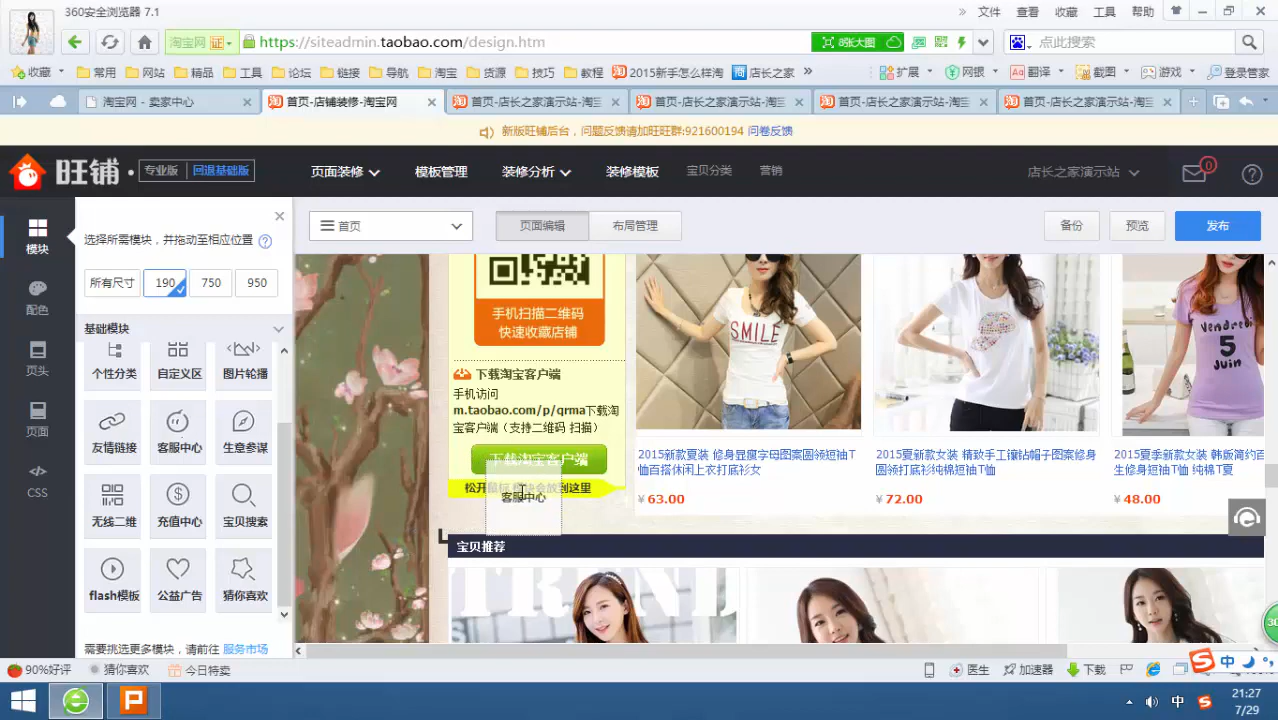 360安全浏览器 7.1
» 文件 查看 收藏 工具 帮助
淘宝网 证
https://siteadmin.taobao.com/design.htm
8张大图
点此搜索
收藏 常用 网站 精品 工具 论坛 链接 导航 淘宝 货源 技巧 教程 2015新手怎么样淘 商 店长之家 » 扩展 网银 Aa 翻译 截图 游戏 登录管家
淘宝网 - 卖家中心
首页-店铺装修-淘宝网
首页-店长之家演示站-淘宝
首页-店长之家演示站-淘宝
首页-店长之家演示站-淘宝
首页-店长之家演示站-淘宝
新版旺铺后台，问题反馈请加旺旺群:921600194 问卷反馈
旺铺 · 专业版 回退基础版
页面装修 模板管理 装修分析 装修模板 宝贝分类 营销
店长之家演示站
0
模块
配色
页头
页面
CSS
选择所需模块，并拖动至相应位置
所有尺寸 190 750 950
基础模块
个性分类 自定义区 图片轮播
友情链接 客服中心 生意参谋
无线二维 充值中心 宝贝搜索
flash模板 公益广告 猜你喜欢
需要挑选更多模块，请前往 服务市场
首页
页面编辑 布局管理
备份 预览 发布
手机扫描二维码
快速收藏店铺
下载淘宝客户端
手机访问
m.taobao.com/p/qrma下载淘
宝客户端（支持二维码 扫描）
下载淘宝客户端
松开鼠标 模块会放到这里
客服中心
SMILE
Vendredi
5
Juin
2015新款夏装 修身显瘦字母图案圆领短袖T
恤百搭休闲上衣打底衫女
¥ 63.00
2015夏新款女装 精致手工镶钻帽子图案修身
圆领打底衫纯棉短袖T恤
¥ 72.00
2015夏季新款女装 韩版简约百
生修身短袖T恤 纯棉T夏
¥ 48.00
宝贝推荐
TREND
30
90%好评 猜你喜欢 今日特卖
医生 加速器 下载
中
中
21:27
7/29